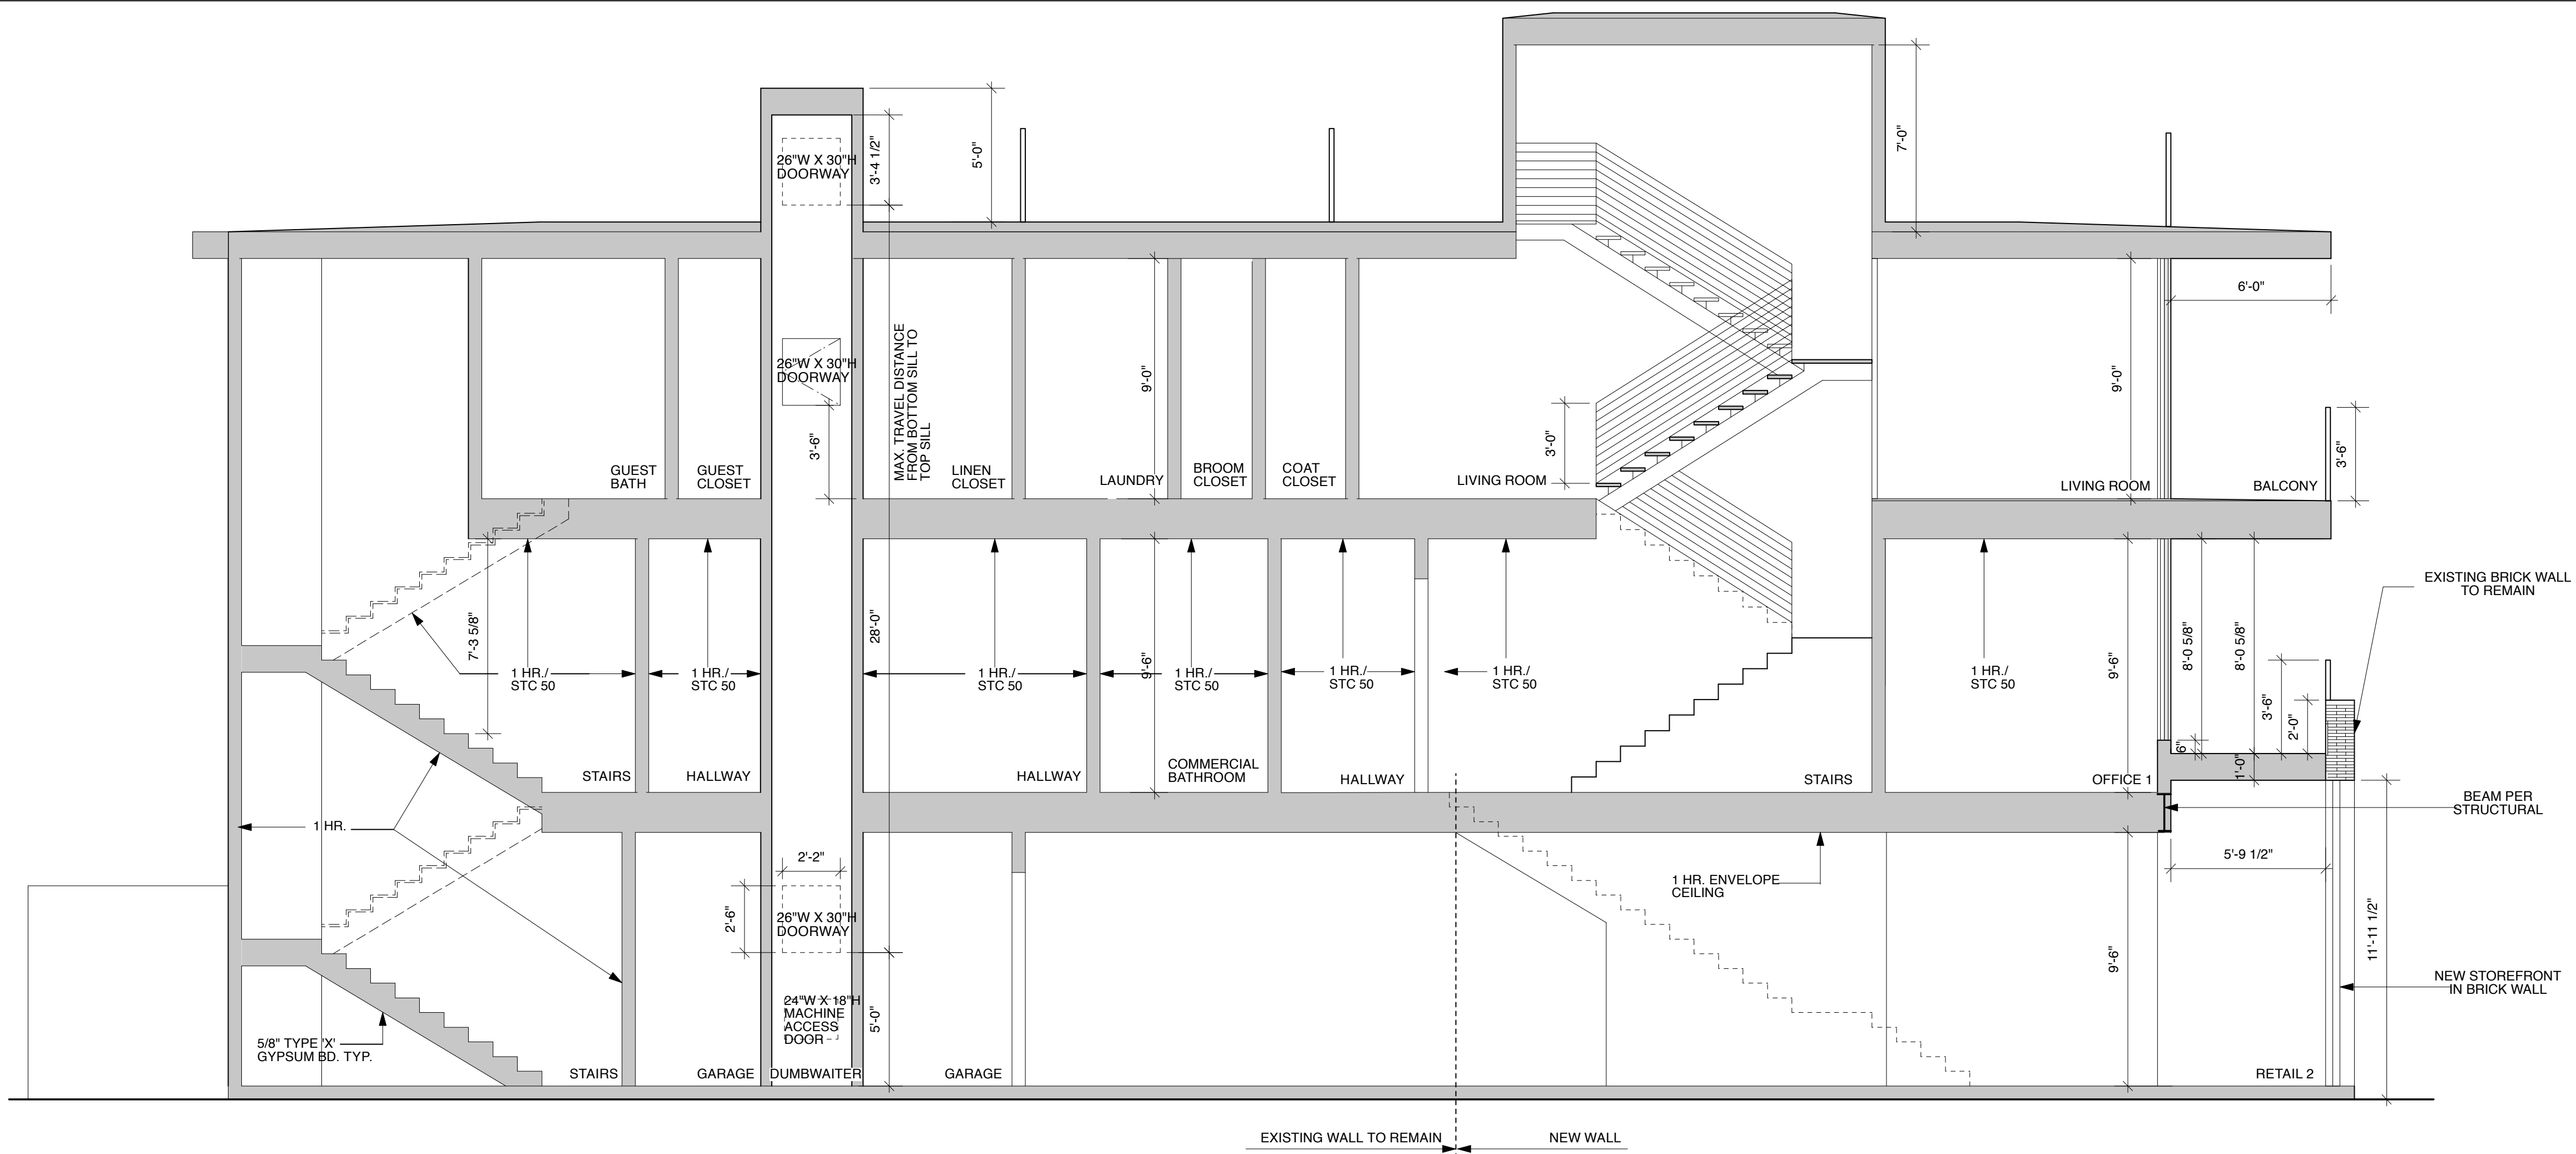 7'-0"
5'-0"
3'-4 1/2"
26"W X 30"H
DOORWAY
6'-0"
26"W X 30"H
DOORWAY
MAX. TRAVEL DISTANCE
FROM BOTTOM SILL TO
TOP SILL
9'-0"
9'-0"
3'-6"
3'-0"
3'-6"
GUEST
BATH
GUEST
CLOSET
LINEN
CLOSET
LAUNDRY
BROOM
CLOSET
COAT
CLOSET
LIVING ROOM
LIVING ROOM
BALCONY
EXISTING BRICK WALL
TO REMAIN
7'-3 5/8"
28'-0"
9'-6"
9'-6"
8'-0 5/8"
8'-0 5/8"
1 HR./
STC 50
1 HR./
STC 50
1 HR./
STC 50
1 HR./
STC 50
1 HR./
STC 50
1 HR./
STC 50
1 HR./
STC 50
3'-6"
2'-0"
6"
1'-0"
STAIRS
HALLWAY
HALLWAY
COMMERCIAL
BATHROOM
HALLWAY
STAIRS
OFFICE 1
BEAM PER
STRUCTURAL
1 HR.
2'-2"
5'-9 1/2"
1 HR. ENVELOPE
CEILING
2'-6"
26"W X 30"H
DOORWAY
11'-11 1/2"
9'-6"
NEW STOREFRONT
IN BRICK WALL
24"W X 18"H
MACHINE
ACCESS
DOOR
5'-0"
5/8" TYPE 'X'
GYPSUM BD. TYP.
STAIRS
GARAGE
DUMBWAITER
GARAGE
RETAIL 2
EXISTING WALL TO REMAIN
NEW WALL